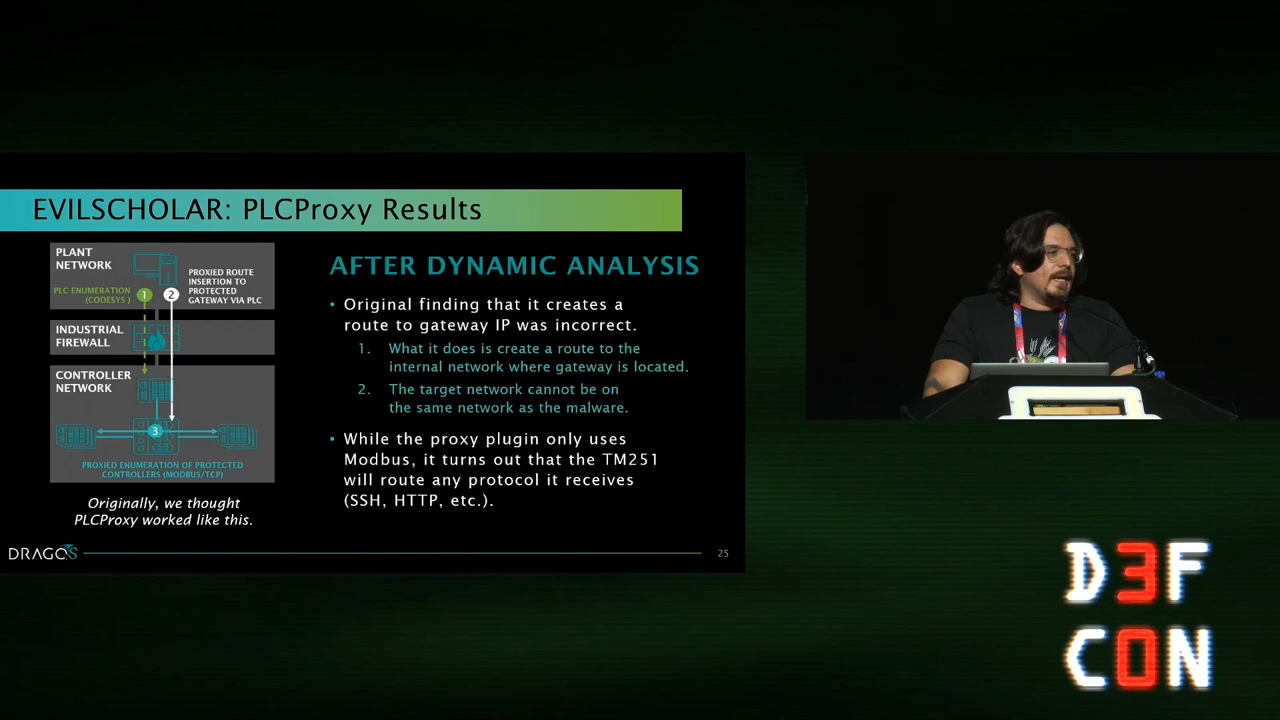 EVILSCHOLAR: PLCProxy Results
PLANT
NETWORK
PLC ENUMERATION
(CODESYS )
1
2
PROXIED ROUTE
INSERTION TO
PROTECTED
GATEWAY VIA PLC
INDUSTRIAL
FIREWALL
CONTROLLER
NETWORK
3
PROXIED ENUMERATION OF PROTECTED
CONTROLLERS (MODBUS/TCP)
Originally, we thought
PLCProxy worked like this.
AFTER DYNAMIC ANALYSIS
• Original finding that it creates a
route to gateway IP was incorrect.
1. What it does is create a route to the
internal network where gateway is located.
2. The target network cannot be on
the same network as the malware.
• While the proxy plugin only uses
Modbus, it turns out that the TM251
will route any protocol it receives
(SSH, HTTP, etc.).
DRAGOS
25
D3F
C0N